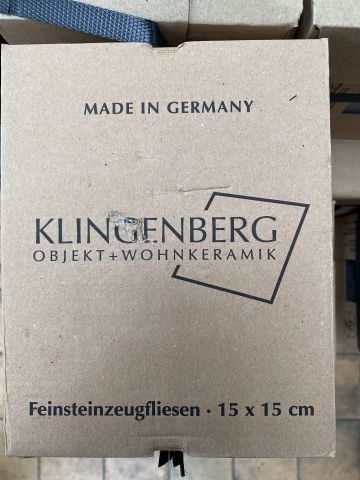 MADE IN GERMANY
KLINGENBERG
OBJEKT+WOHNKERAMIK
Feinsteinzeugfliesen · 15 x 15 cm